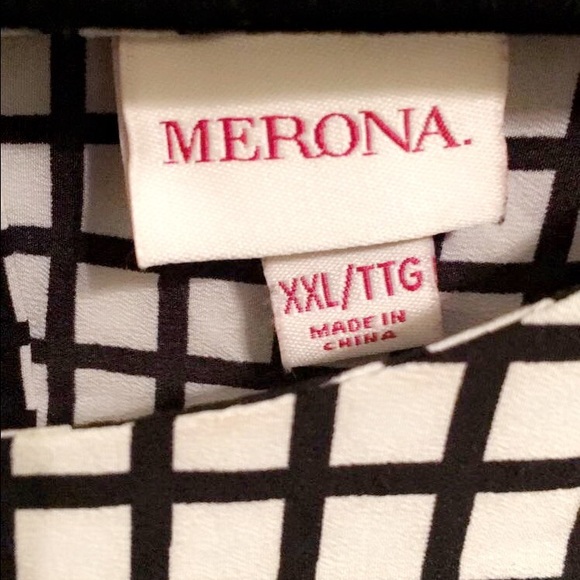 MERONA.
XXL/TTG
MADE IN
CHINA